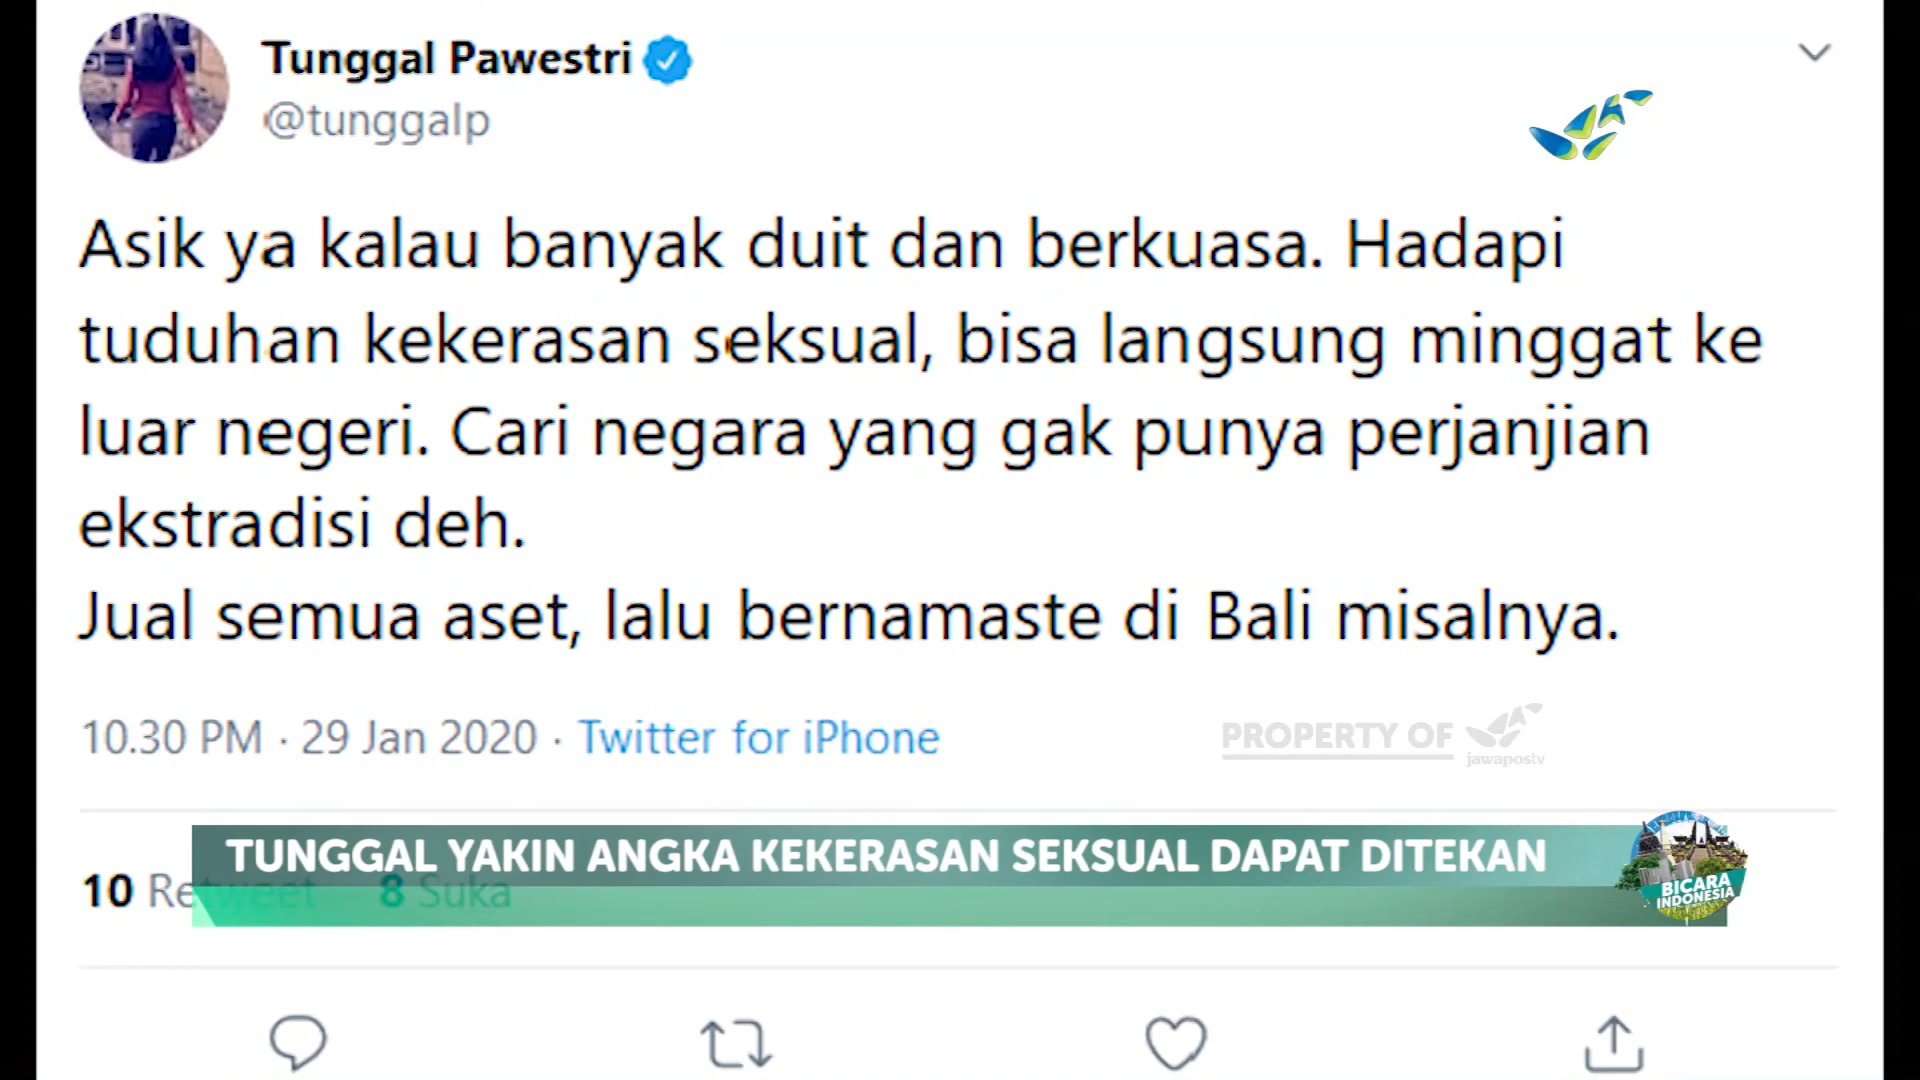 Tunggal Pawestri
@tunggalp
Asik ya kalau banyak duit dan berkuasa. Hadapi
tuduhan kekerasan seksual, bisa langsung minggat ke
luar negeri. Cari negara yang gak punya perjanjian
ekstradisi deh.
Jual semua aset, lalu bernamaste di Bali misalnya.
10.30 PM · 29 Jan 2020 · Twitter for iPhone
PROPERTY OF
jawapostv
TUNGGAL YAKIN ANGKA KEKERASAN SEKSUAL DAPAT DITEKAN
10 Retweet 8 Suka
BICARA
INDONESIA